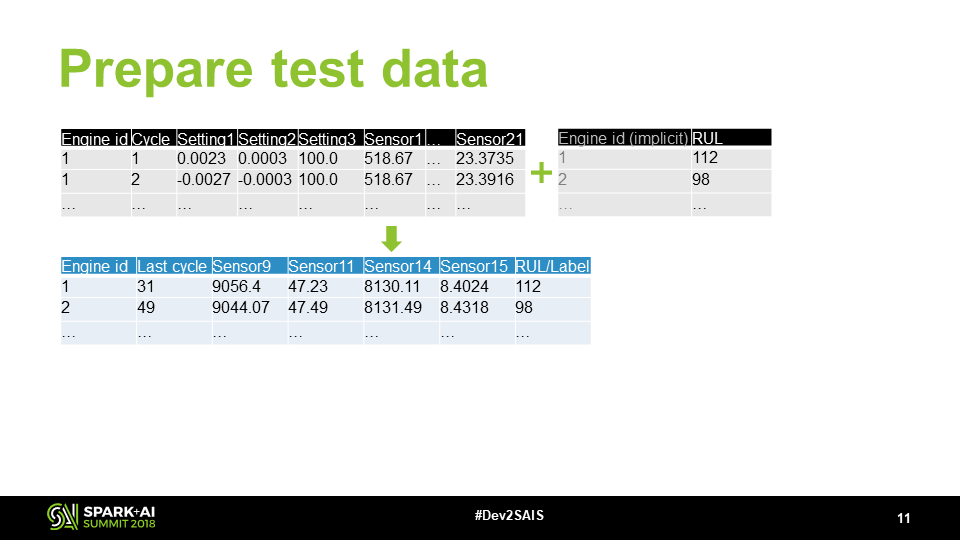 Prepare test data
Engine id Cycle Setting1 Setting2 Setting3 Sensor1 … Sensor21
1 1 0.0023 0.0003 100.0 518.67 … 23.3735
1 2 -0.0027 -0.0003 100.0 518.67 … 23.3916
… … … … … … … …
+
Engine id (implicit) RUL
1 112
2 98
… …
Engine id Last cycle Sensor9 Sensor11 Sensor14 Sensor15 RUL/Label
1 31 9056.4 47.23 8130.11 8.4024 112
2 49 9044.07 47.49 8131.49 8.4318 98
… … … … … … …
SPARK+AI
SUMMIT 2018
#Dev2SAIS
11